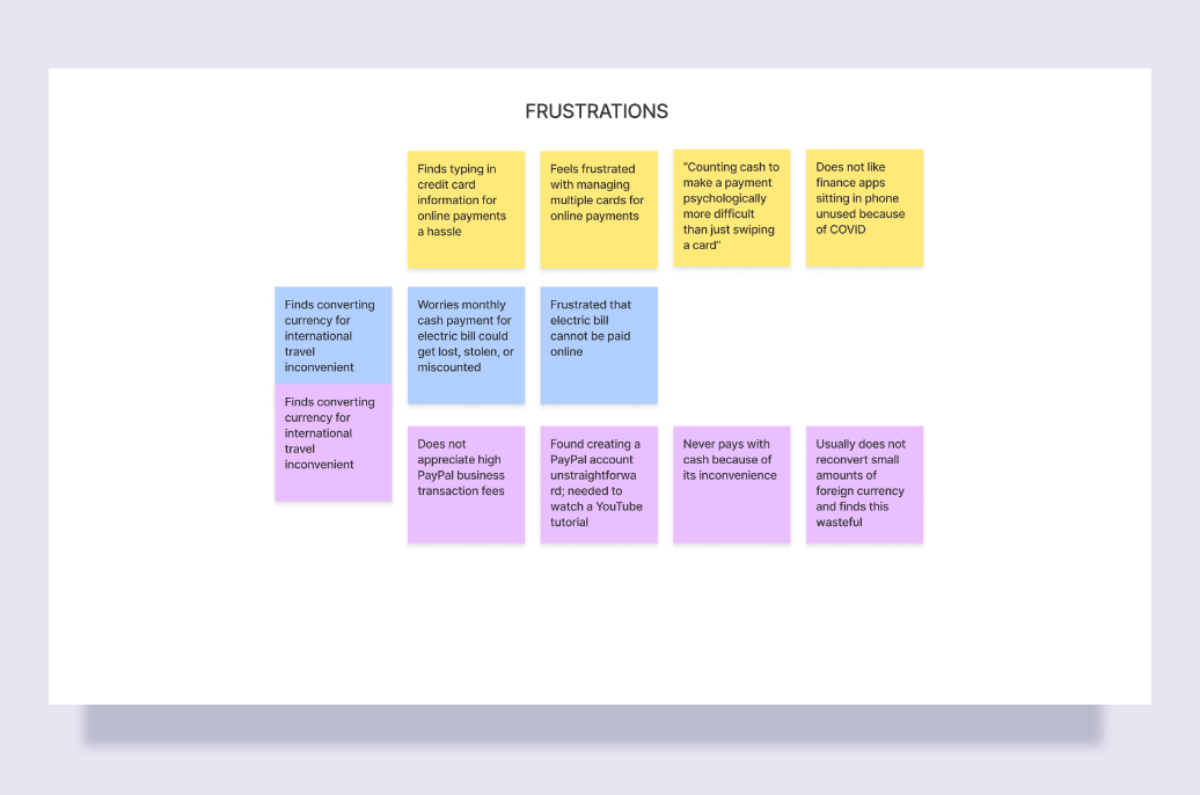 FRUSTRATIONS
Finds typing in
credit card
information for
online payments
a hassle
Feels frustrated
with managing
multiple cards for
online payments
"Counting cash to
make a payment
psychologically
more difficult
than just swiping
a card"
Does not like
finance apps
sitting in phone
unused because
of COVID
Finds converting
currency for
international
travel
inconvenient
Worries monthly
cash payment for
electric bill could
get lost, stolen, or
miscounted
Frustrated that
electric bill
cannot be paid
online
Finds converting
currency for
international
travel
inconvenient
Does not
appreciate high
PayPal business
transaction fees
Found creating a
PayPal account
unstraightforwa
rd; needed to
watch a YouTube
tutorial
Never pays with
cash because of
its inconvenience
Usually does not
reconvert small
amounts of
foreign currency
and finds this
wasteful